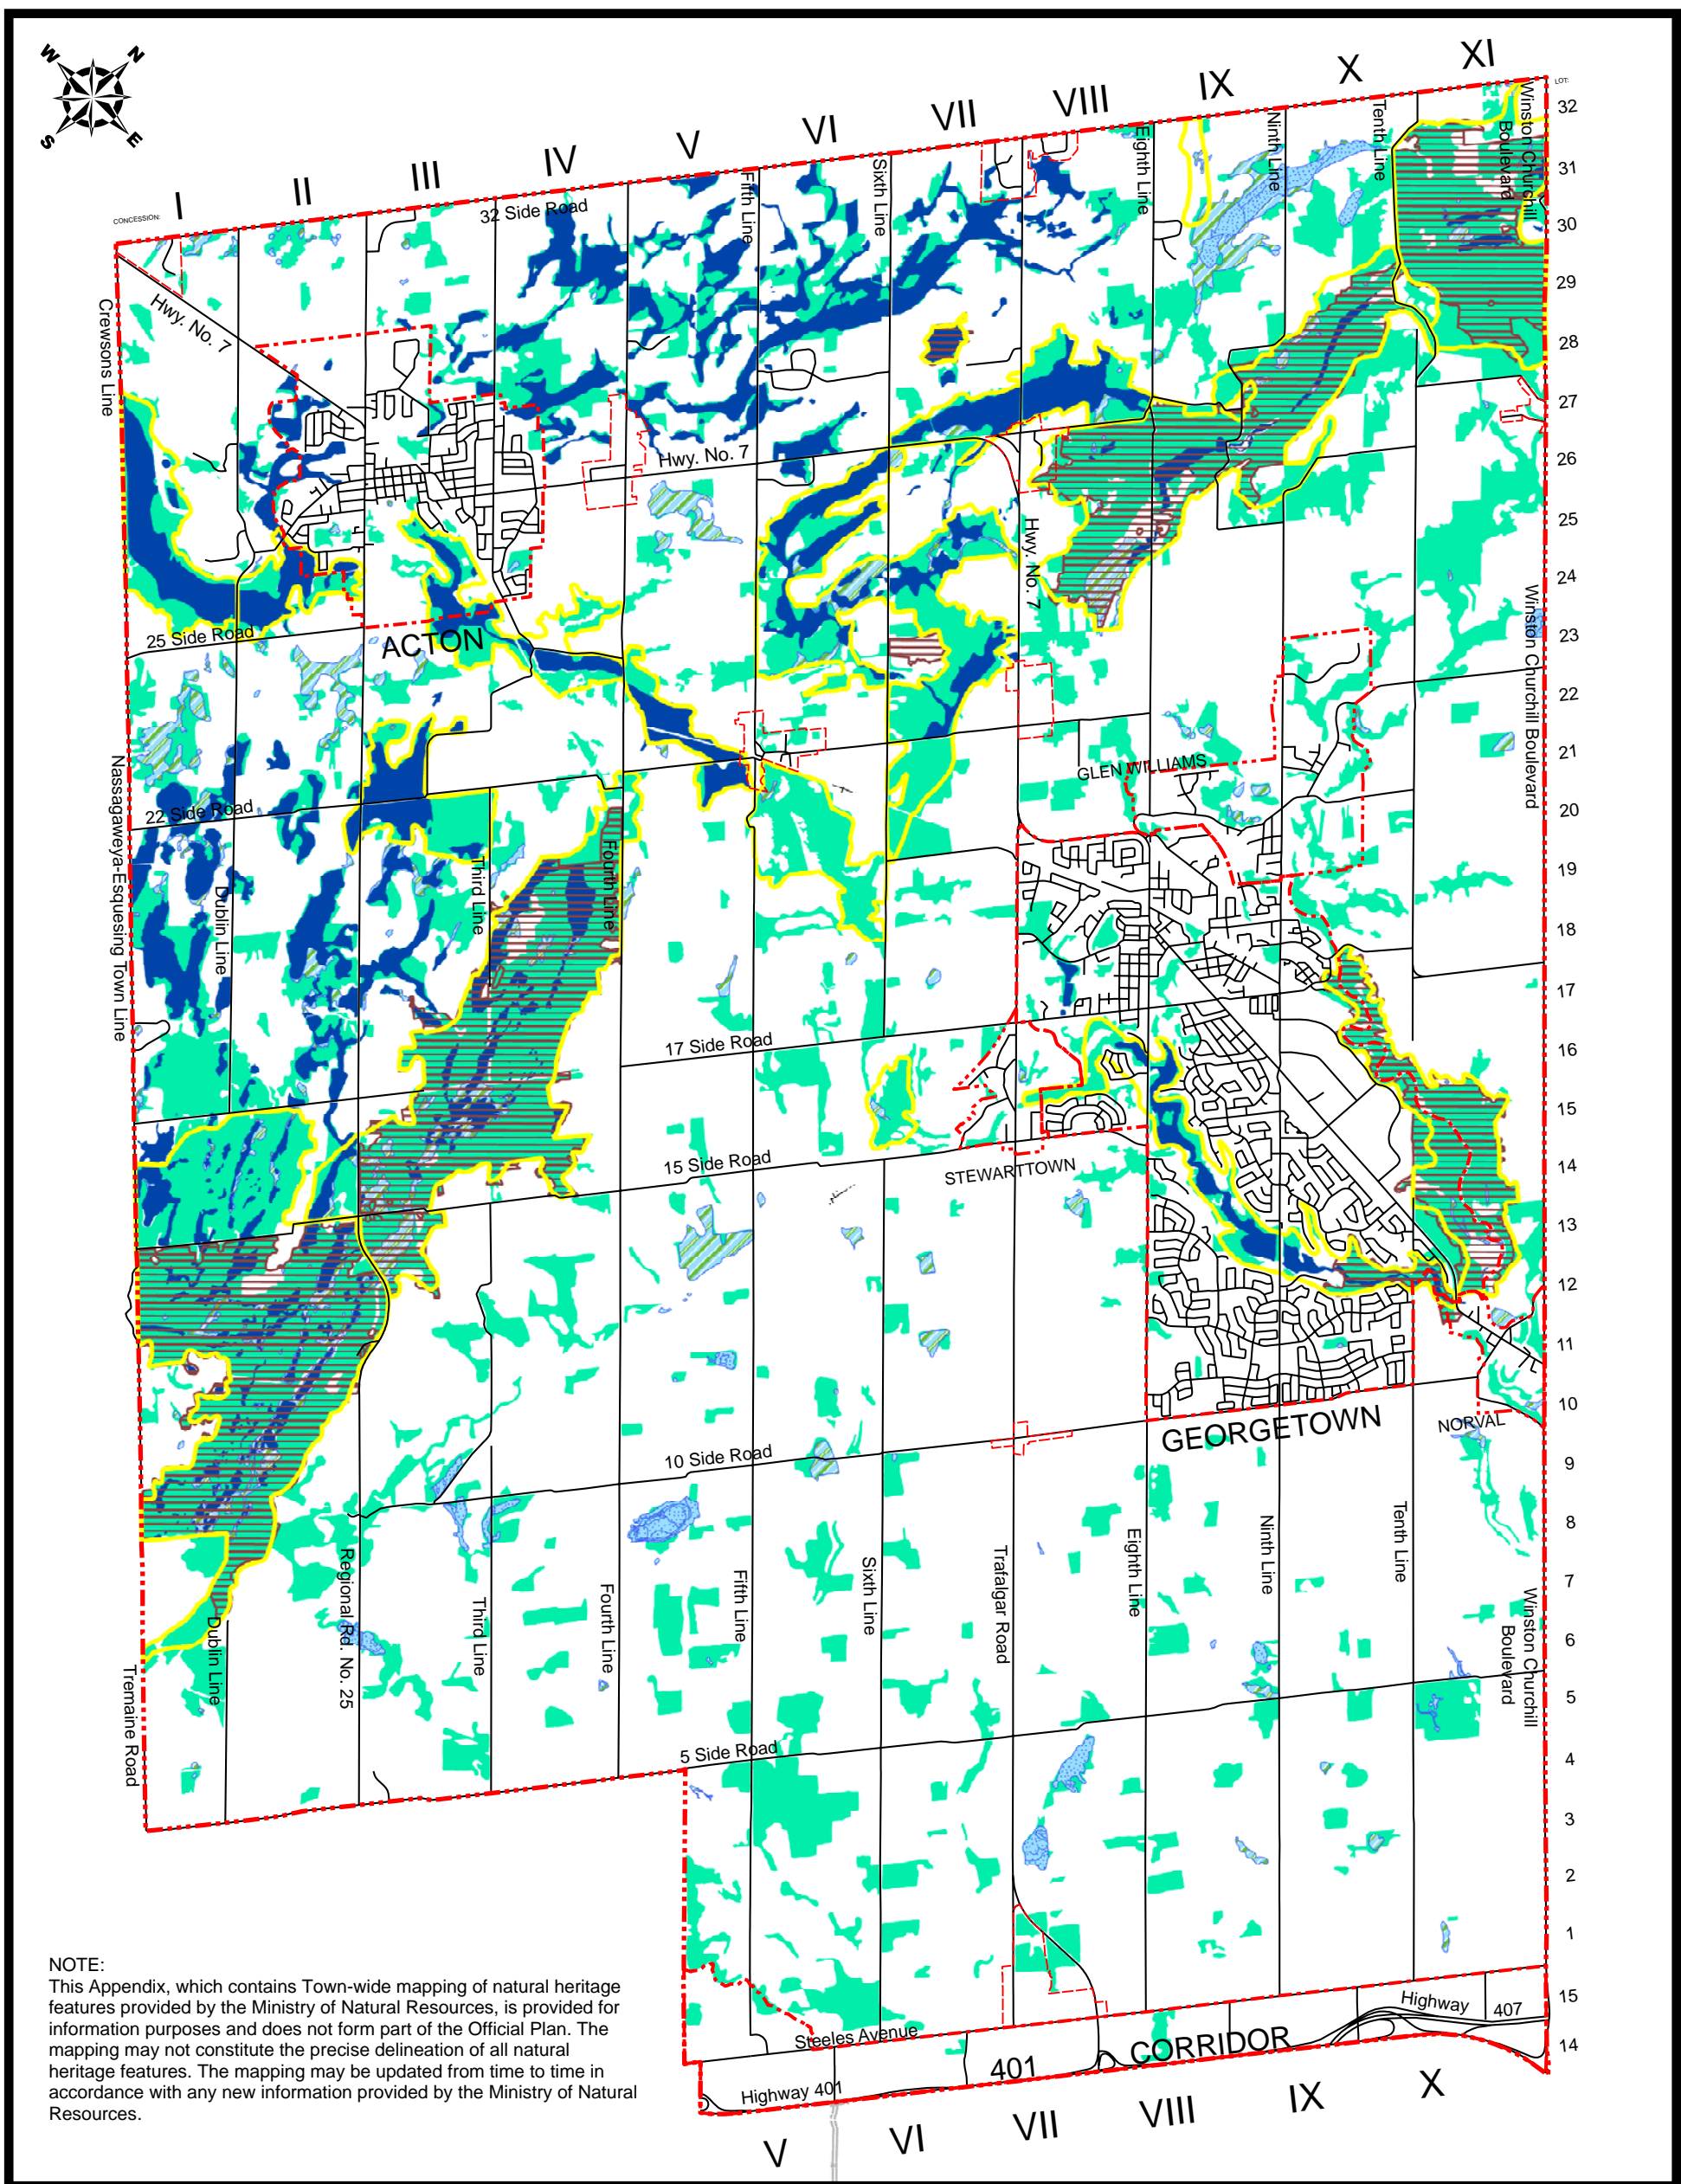 W
N
S
E
CONCESSION:
I
II
III
IV
V
VI
VII
VIII
IX
X
XI
LOT:
32
31
30
29
28
27
26
25
24
23
22
21
20
19
18
17
16
15
14
13
12
11
10
9
8
7
6
5
4
3
2
1
15
14
32 Side Road
Fifth Line
Sixth Line
Eighth Line
Ninth Line
Tenth Line
Winston Churchill
Boulevard
Crewsons Line
Hwy. No. 7
Hwy. No. 7
Hwy. No. 7
25 Side Road
ACTON
Winston Churchill Boulevard
Nassagaweya-Esquesing Town Line
22 Side Road
GLEN WILLIAMS
Dublin Line
Third Line
Fourth Line
17 Side Road
15 Side Road
STEWARTTOWN
GEORGETOWN
NORVAL
10 Side Road
Tremaine Road
Dublin Line
Regional Rd. No. 25
Third Line
Fourth Line
Fifth Line
Sixth Line
Trafalgar Road
Eighth Line
Ninth Line
Tenth Line
Winston Churchill
Boulevard
5 Side Road
Steeles Avenue
Highway 401
401
CORRIDOR
Highway 407
V
VI
VII
VIII
IX
X
NOTE:
This Appendix, which contains Town-wide mapping of natural heritage
features provided by the Ministry of Natural Resources, is provided for
information purposes and does not form part of the Official Plan. The
mapping may not constitute the precise delineation of all natural
heritage features. The mapping may be updated from time to time in
accordance with any new information provided by the Ministry of Natural
Resources.